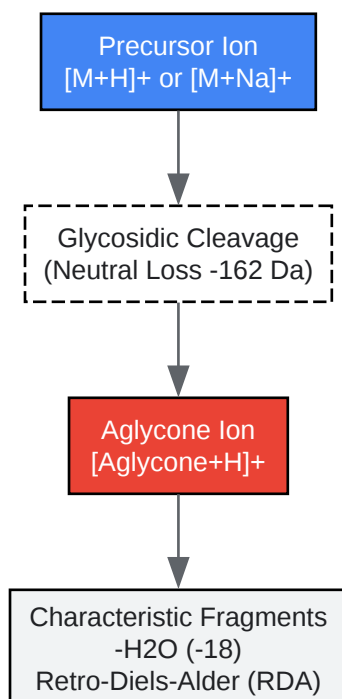 Precursor Ion
[M+H]+ or [M+Na]+
Glycosidic Cleavage
(Neutral Loss -162 Da)
Aglycone Ion
[Aglycone+H]+
Characteristic Fragments
-H2O (-18)
Retro-Diels-Alder (RDA)